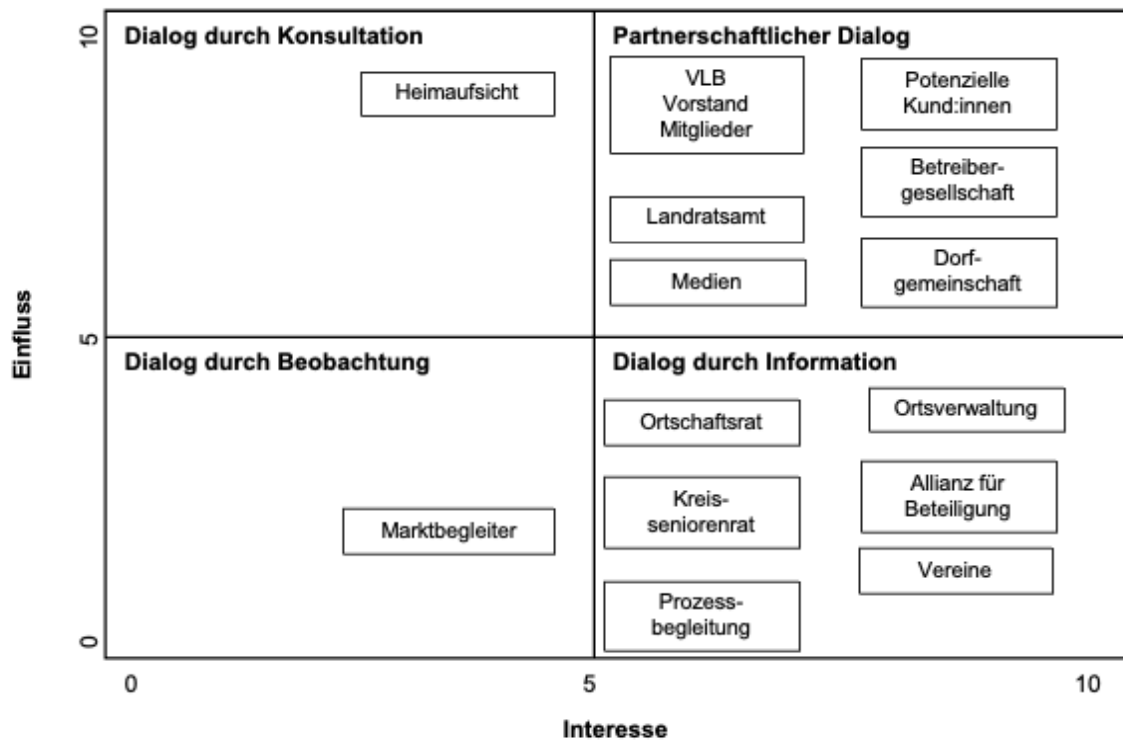 10
Dialog durch Konsultation
Heimaufsicht
Partnerschaftlicher Dialog
VLB
Vorstand
Mitglieder
Potenzielle
Kund:innen
Betreiber-
gesellschaft
Landratsamt
Medien
Dorf-
gemeinschaft
Einfluss
5
Dialog durch Beobachtung
Marktbegleiter
Dialog durch Information
Ortschaftsrat
Ortsverwaltung
Kreis-
seniorenrat
Allianz für
Beteiligung
Vereine
Prozess-
begleitung
0
0
5
10
Interesse